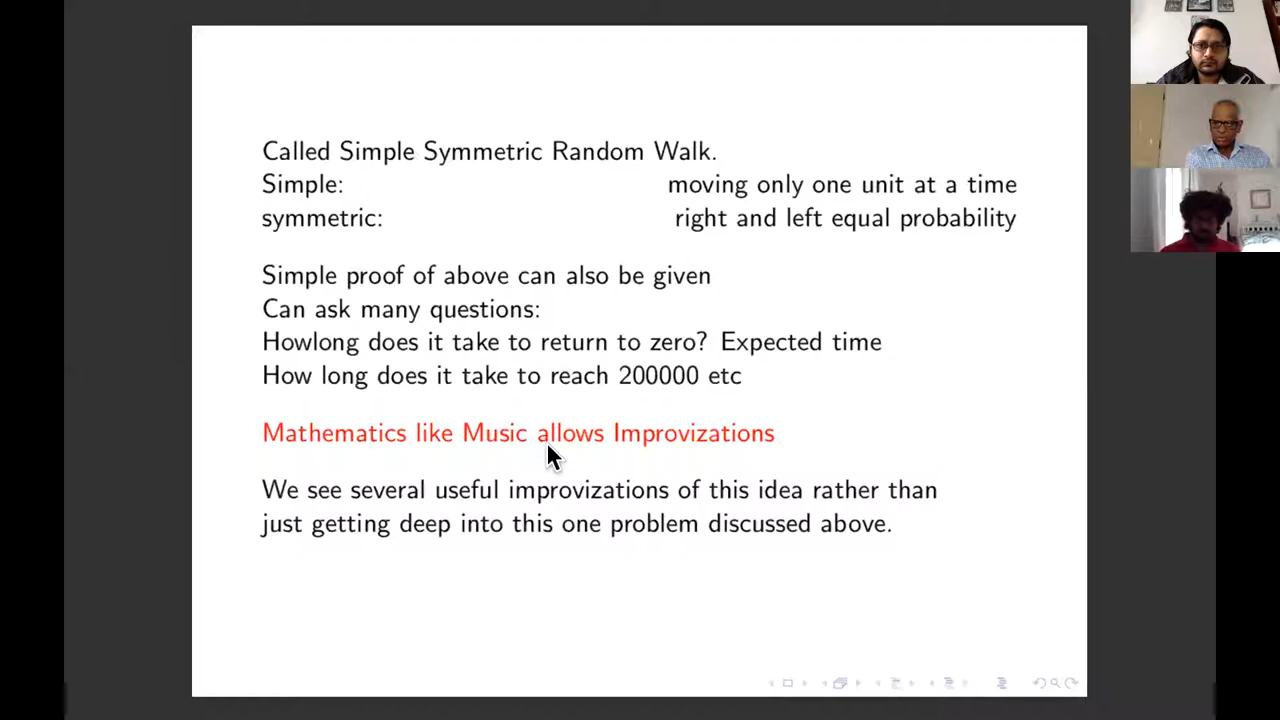 Called Simple Symmetric Random Walk.
Simple: moving only one unit at a time
symmetric: right and left equal probability
Simple proof of above can also be given
Can ask many questions:
Howlong does it take to return to zero? Expected time
How long does it take to reach 200000 etc
Mathematics like Music allows Improvizations
We see several useful improvizations of this idea rather than
just getting deep into this one problem discussed above.